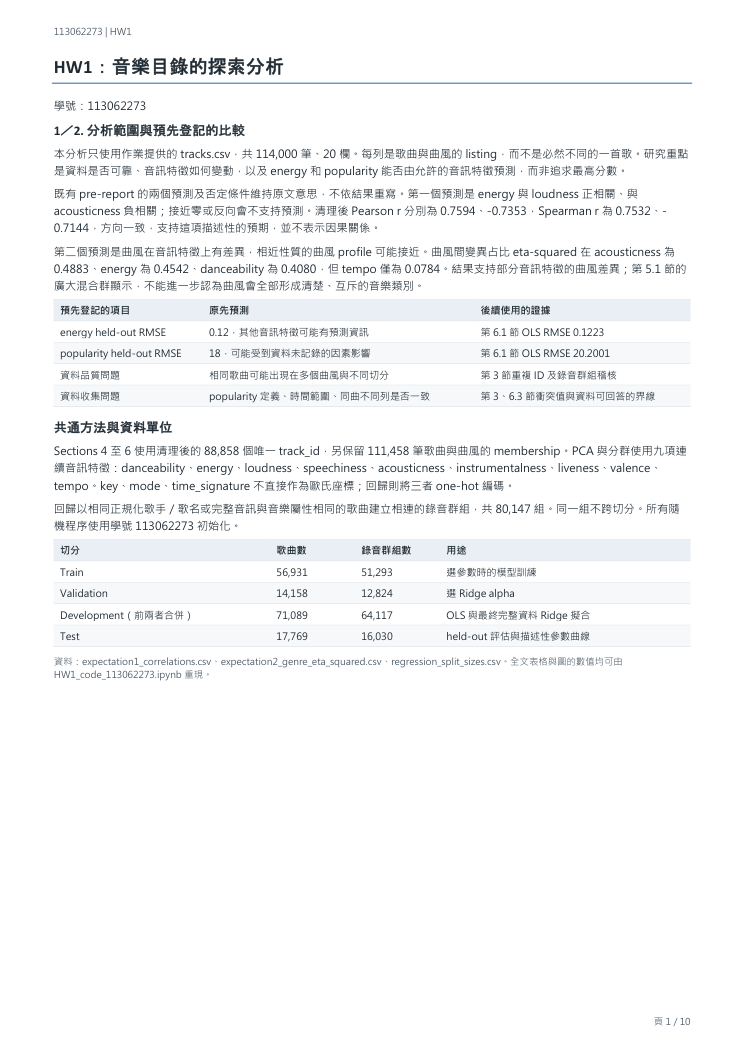 113062273 | HW1
HW1：音樂目錄的探索分析
學號：113062273
1／2. 分析範圍與預先登記的比較
本分析只使用作業提供的 tracks.csv，共 114,000 筆、20 欄。每列是歌曲與曲風的 listing，而不是必然不同的一首歌。研究重點
是資料是否可靠、音訊特徵如何變動，以及 energy 和 popularity 能否由允許的音訊特徵預測，而非追求最高分數。
既有 pre-report 的兩個預測及否定條件維持原文意思，不依結果重寫。第一個預測是 energy 與 loudness 正相關、與
acousticness 負相關；接近零或反向會不支持預測。清理後 Pearson r 分別為 0.7594、-0.7353，Spearman r 為 0.7532、-
0.7144，方向一致，支持這項描述性的預期，並不表示因果關係。
第二個預測是曲風在音訊特徵上有差異，相近性質的曲風 profile 可能接近。曲風間變異占比 eta-squared 在 acousticness 為
0.4883、energy 為 0.4542、danceability 為 0.4080，但 tempo 僅為 0.0784。結果支持部分音訊特徵的曲風差異；第 5.1 節的
廣大混合群顯示，不能進一步認為曲風會全部形成清楚、互斥的音樂類別。
預先登記的項目 原先預測 後續使用的證據
energy held-out RMSE 0.12，其他音訊特徵可能有預測資訊 第 6.1 節 OLS RMSE 0.1223
popularity held-out RMSE 18，可能受到資料未記錄的因素影響 第 6.1 節 OLS RMSE 20.2001
資料品質問題 相同歌曲可能出現在多個曲風與不同切分 第 3 節重複 ID 及錄音群組稽核
資料收集問題 popularity 定義、時間範圍、同曲不同列是否一致 第 3、6.3 節衝突值與資料可回答的界線
共通方法與資料單位
Sections 4 至 6 使用清理後的 88,858 個唯一 track_id，另保留 111,458 筆歌曲與曲風的 membership。PCA 與分群使用九項連
續音訊特徵：danceability、energy、loudness、speechiness、acousticness、instrumentalness、liveness、valence、
tempo。key、mode、time_signature 不直接作為歐氏座標；回歸則將三者 one-hot 編碼。
回歸以相同正規化歌手 / 歌名或完整音訊與音樂屬性相同的歌曲建立相連的錄音群組，共 80,147 組。同一組不跨切分。所有隨
機程序使用學號 113062273 初始化。
切分 歌曲數 錄音群組數 用途
Train 56,931 51,293 選參數時的模型訓練
Validation 14,158 12,824 選 Ridge alpha
Development（前兩者合併） 71,089 64,117 OLS 與最終完整資料 Ridge 擬合
Test 17,769 16,030 held-out 評估與描述性參數曲線
資料：expectation1_correlations.csv、expectation2_genre_eta_squared.csv、regression_split_sizes.csv。全文表格與圖的數值均可由
HW1_code_113062273.ipynb 重現。
頁 1 / 10